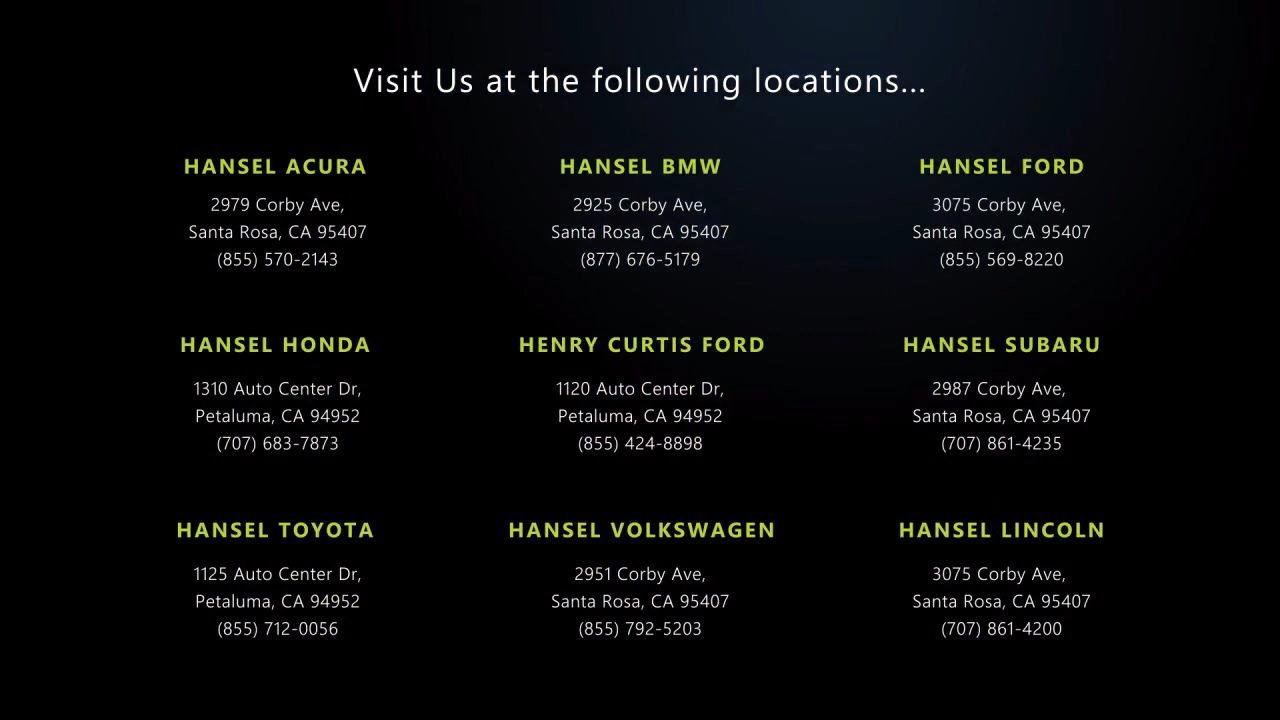 Visit Us at the following locations...
HANSEL ACURA
2979 Corby Ave,
Santa Rosa, CA 95407
(855) 570-2143
HANSEL BMW
2925 Corby Ave,
Santa Rosa, CA 95407
(877) 676-5179
HANSEL FORD
3075 Corby Ave,
Santa Rosa, CA 95407
(855) 569-8220
HANSEL HONDA
1310 Auto Center Dr,
Petaluma, CA 94952
(707) 683-7873
HENRY CURTIS FORD
1120 Auto Center Dr,
Petaluma, CA 94952
(855) 424-8898
HANSEL SUBARU
2987 Corby Ave,
Santa Rosa, CA 95407
(707) 861-4235
HANSEL TOYOTA
1125 Auto Center Dr,
Petaluma, CA 94952
(855) 712-0056
HANSEL VOLKSWAGEN
2951 Corby Ave,
Santa Rosa, CA 95407
(855) 792-5203
HANSEL LINCOLN
3075 Corby Ave,
Santa Rosa, CA 95407
(707) 861-4200